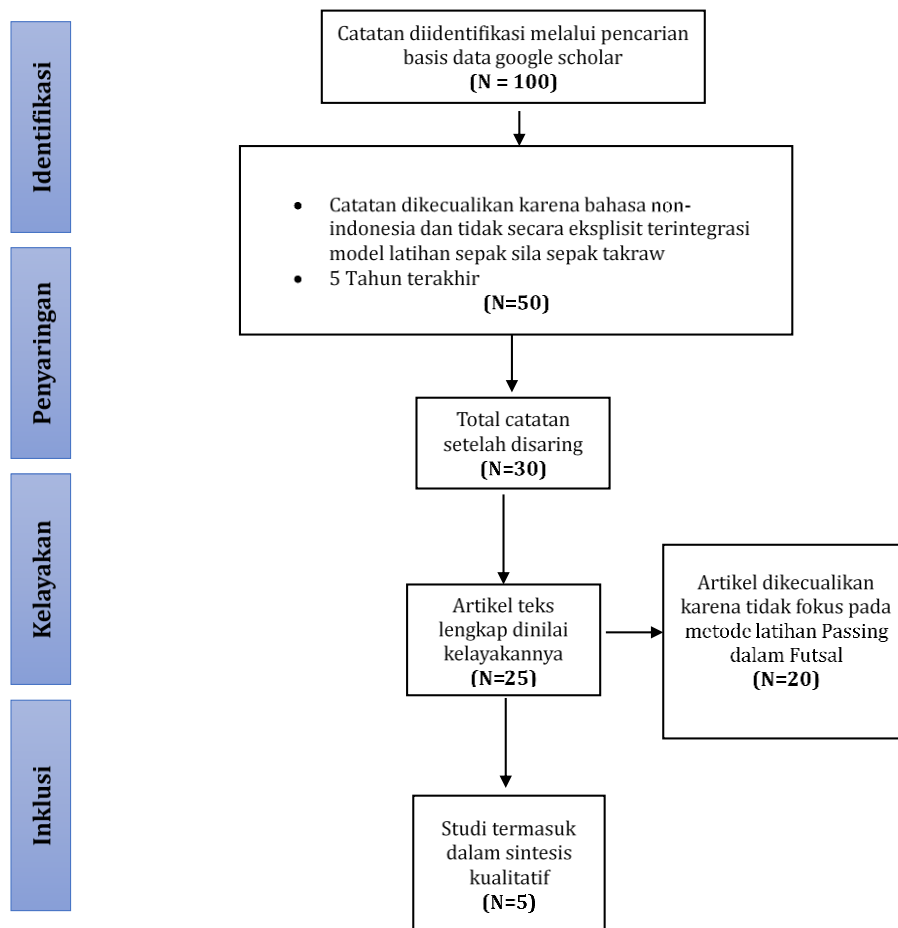 Identifikasi
Catatan diidentifikasi melalui pencarian
basis data google scholar
(N = 100)
• Catatan dikecualikan karena bahasa non-
indonesia dan tidak secara eksplisit terintegrasi
model latihan sepak sila sepak takraw
• 5 Tahun terakhir
(N=50)
Penyaringan
Total catatan
setelah disaring
(N=30)
Kelayakan
Artikel teks
lengkap dinilai
kelayakannya
(N=25)
Artikel dikecualikan
karena tidak fokus pada
metode latihan Passing
dalam Futsal
(N=20)
Inklusi
Studi termasuk
dalam sintesis
kualitatif
(N=5)